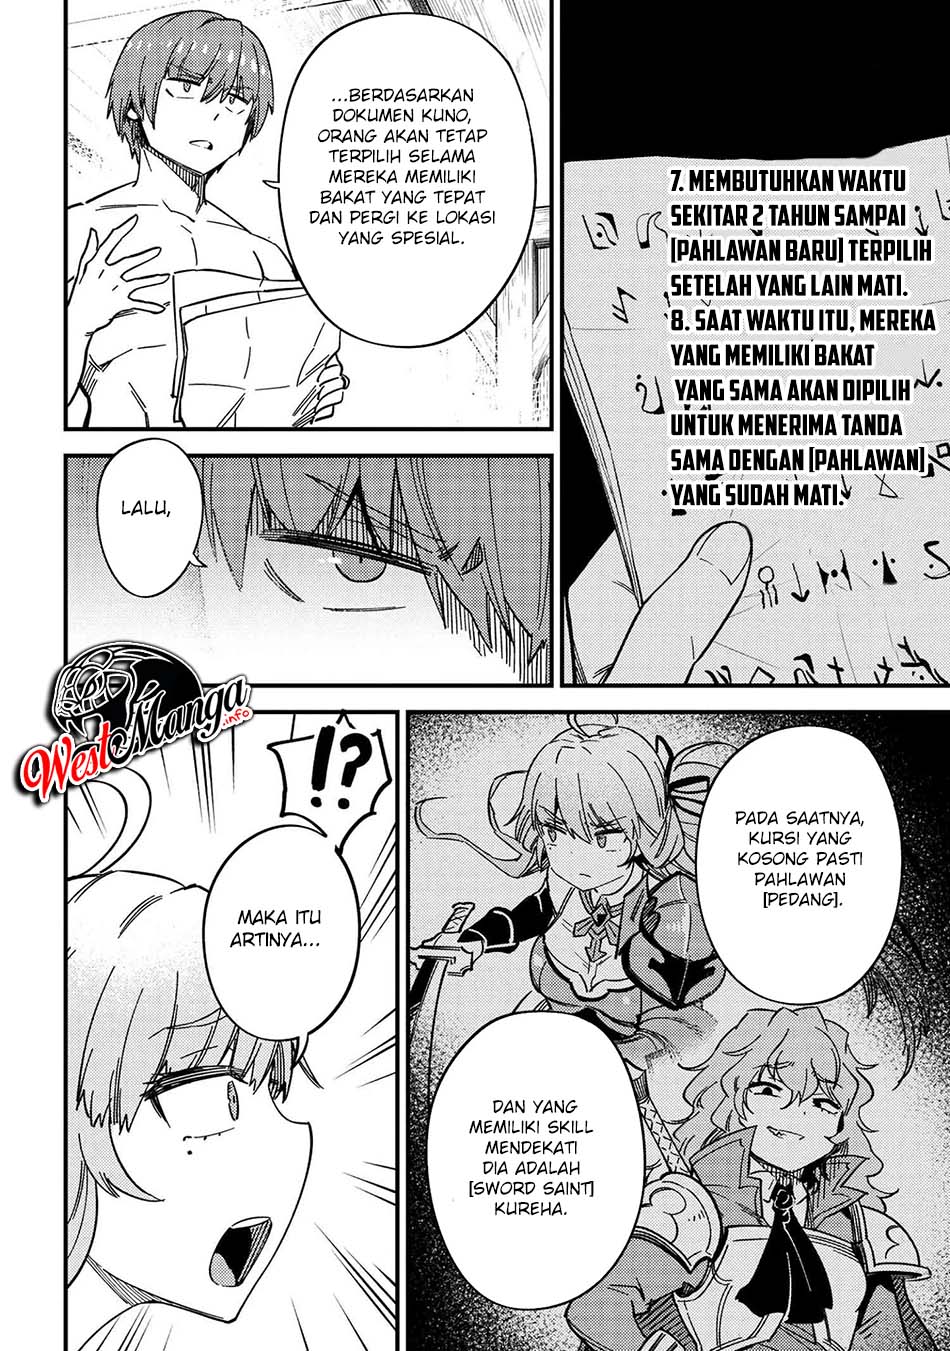 7. MEMBUTUHKAN WAKTU
SEKITAR 2 TAHUN SAMPAI
[PAHLAWAN BARU] TERPILIH
SETELAH YANG LAIN MATI.
8. SAAT WAKTU ITU, MEREKA
YANG MEMILIKI BAKAT
YANG SAMA AKAN DIPILIH
UNTUK MENERIMA TANDA
SAMA DENGAN [PAHLAWAN]
YANG SUDAH MATI.
...BERDASARKAN
DOKUMEN KUNO,
ORANG AKAN TETAP
TERPILIH SELAMA
MEREKA MEMILIKI
BAKAT YANG TEPAT
DAN PERGI KE LOKASI
YANG SPESIAL.
LALU,
PADA SAATNYA,
KURSI YANG
KOSONG PASTI
PAHLAWAN
[PEDANG].
DAN YANG
MEMILIKI SKILL
MENDEKATI
DIA ADALAH
[SWORD SAINT]
KUREHA.
!?
MAKA ITU
ARTINYA...
WestManga
.info